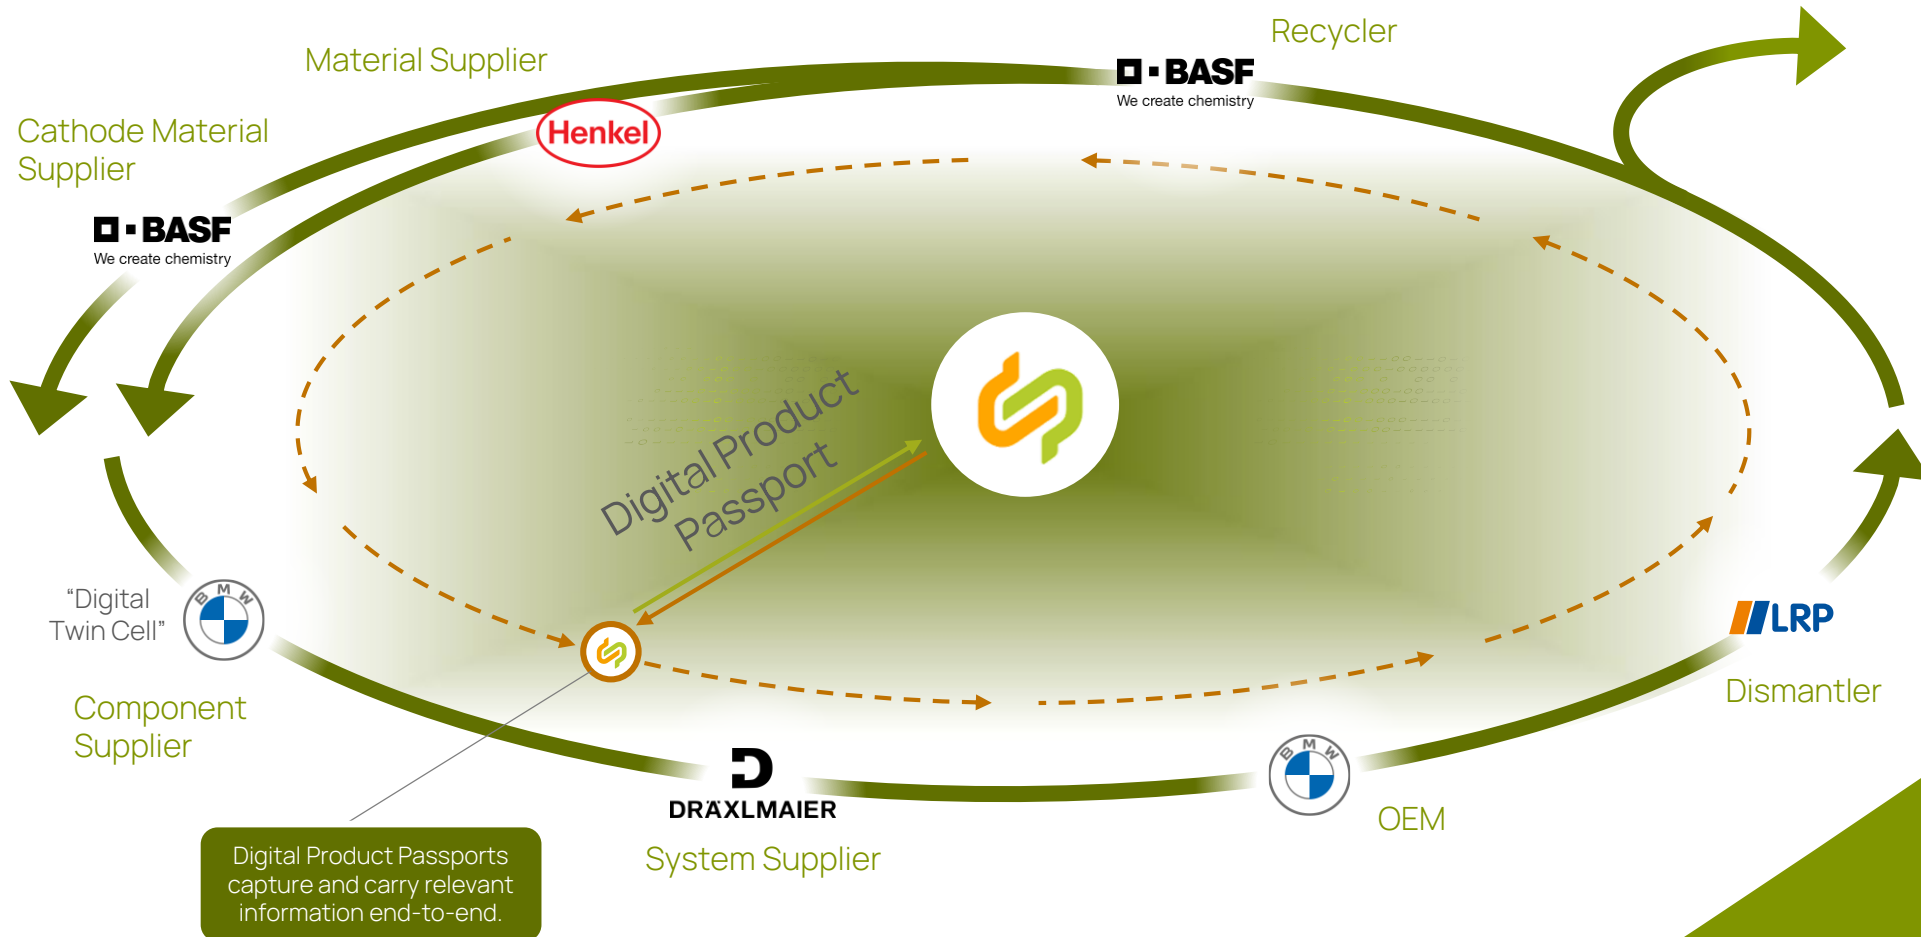 Recycler
Material Supplier
BASF
We create chemistry
Henkel
Cathode Material
Supplier
BASF
We create chemistry
Digital Product
Passport
"Digital
Twin Cell"
BMW
LRP
Dismantler
Component
Supplier
BMW
OEM
DRÄXLMAIER
System Supplier
Digital Product Passports
capture and carry relevant
information end-to-end.